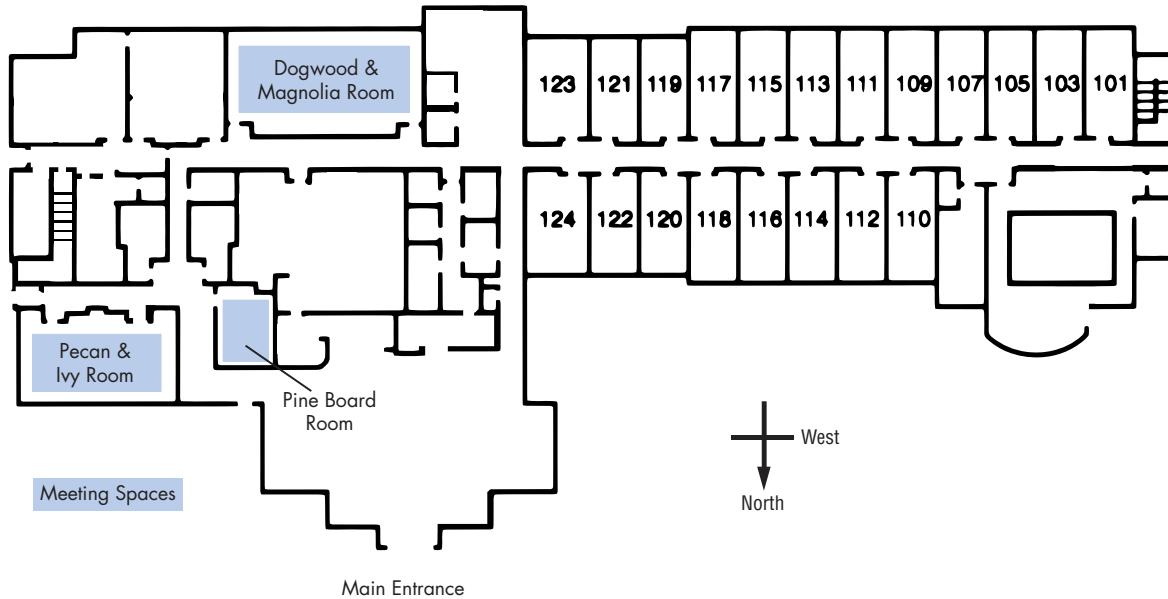 Dogwood &
Magnolia Room
123 121 119 117 115 113 111 109 107 105 103 101
124 122 120 118 116 114 112 110
Pecan &
Ivy Room
Pine Board
Room
West
North
Meeting Spaces
Main Entrance